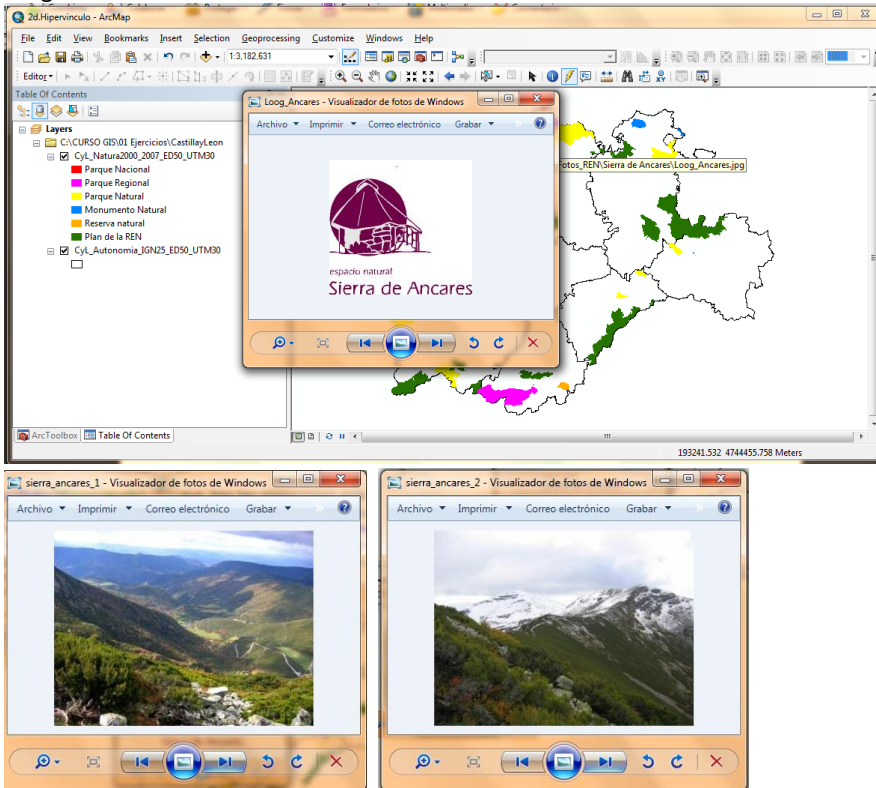 2d.Hipervinculo - ArcMap
File Edit View Bookmarks Insert Selection Geoprocessing Customize Windows Help
1:3,182,631
Editor
Table Of Contents
Layers
C:\CURSO GIS\01 Ejercicios\CastillayLeon
CyL_Natura2000_2007_ED50_UTM30
Parque Nacional
Parque Regional
Parque Natural
Monumento Natural
Reserva natural
Plan de la REN
CyL_Autonomia_IGN25_ED50_UTM30
Loog_Ancares - Visualizador de fotos de Windows
Archivo Imprimir Correo electrónico Grabar
espacio natural
Sierra de Ancares
Fotos_REN\Sierra de Ancares\Loog_Ancares.jpg
ArcToolbox Table Of Contents
193241.532 4744455.758 Meters
sierra_ancares_1 - Visualizador de fotos de Windows
Archivo Imprimir Correo electrónico Grabar
sierra_ancares_2 - Visualizador de fotos de Windows
Archivo Imprimir Correo electrónico Grabar